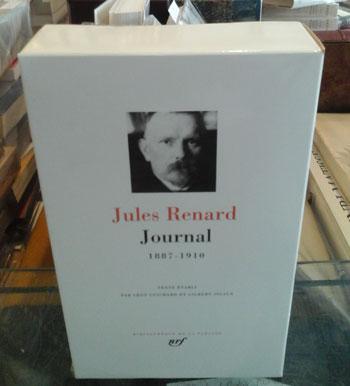 Jules Renard
Journal
1887-1910
TEXTE ÉTABLI
PAR LÉON GUICHARD ET GILBERT SIGAUX
BIBLIOTHÈQUE DE LA PLÉIADE
nrf